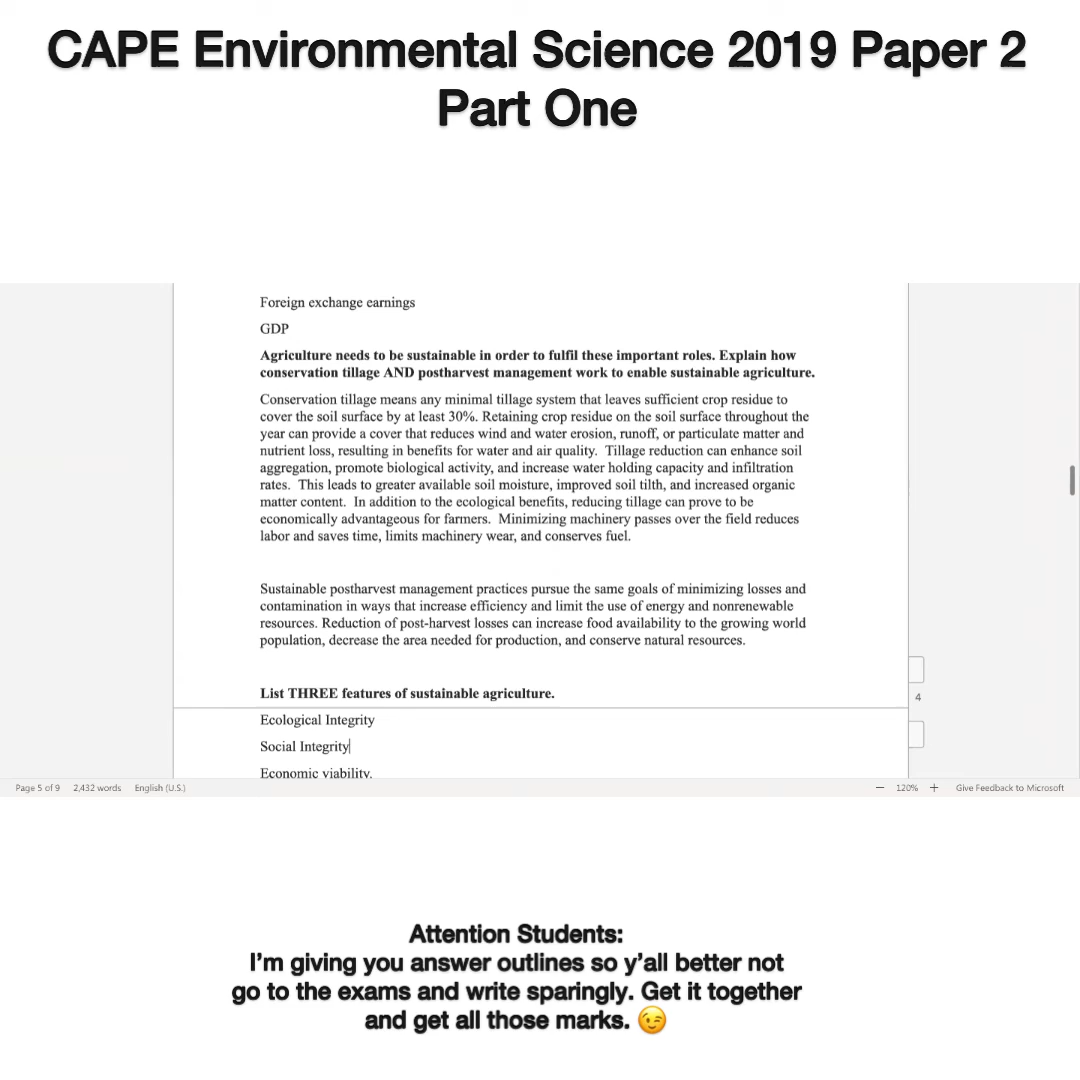 CAPE Environmental Science 2019 Paper 2
Part One
Foreign exchange earnings
GDP
Agriculture needs to be sustainable in order to fulfil these important roles. Explain how
conservation tillage AND postharvest management work to enable sustainable agriculture.
Conservation tillage means any minimal tillage system that leaves sufficient crop residue to
cover the soil surface by at least 30%. Retaining crop residue on the soil surface throughout the
year can provide a cover that reduces wind and water erosion, runoff, or particulate matter and
nutrient loss, resulting in benefits for water and air quality.  Tillage reduction can enhance soil
aggregation, promote biological activity, and increase water holding capacity and infiltration
rates.  This leads to greater available soil moisture, improved soil tilth, and increased organic
matter content.  In addition to the ecological benefits, reducing tillage can prove to be
economically advantageous for farmers.  Minimizing machinery passes over the field reduces
labor and saves time, limits machinery wear, and conserves fuel.
Sustainable postharvest management practices pursue the same goals of minimizing losses and
contamination in ways that increase efficiency and limit the use of energy and nonrenewable
resources. Reduction of post-harvest losses can increase food availability to the growing world
population, decrease the area needed for production, and conserve natural resources.
List THREE features of sustainable agriculture.
4
Ecological Integrity
Social Integrity
Economic viability.
Page 5 of 9 2,432 words English (U.S.) − 120% + Give Feedback to Microsoft
Attention Students:
I'm giving you answer outlines so y'all better not
go to the exams and write sparingly. Get it together
and get all those marks. 😉